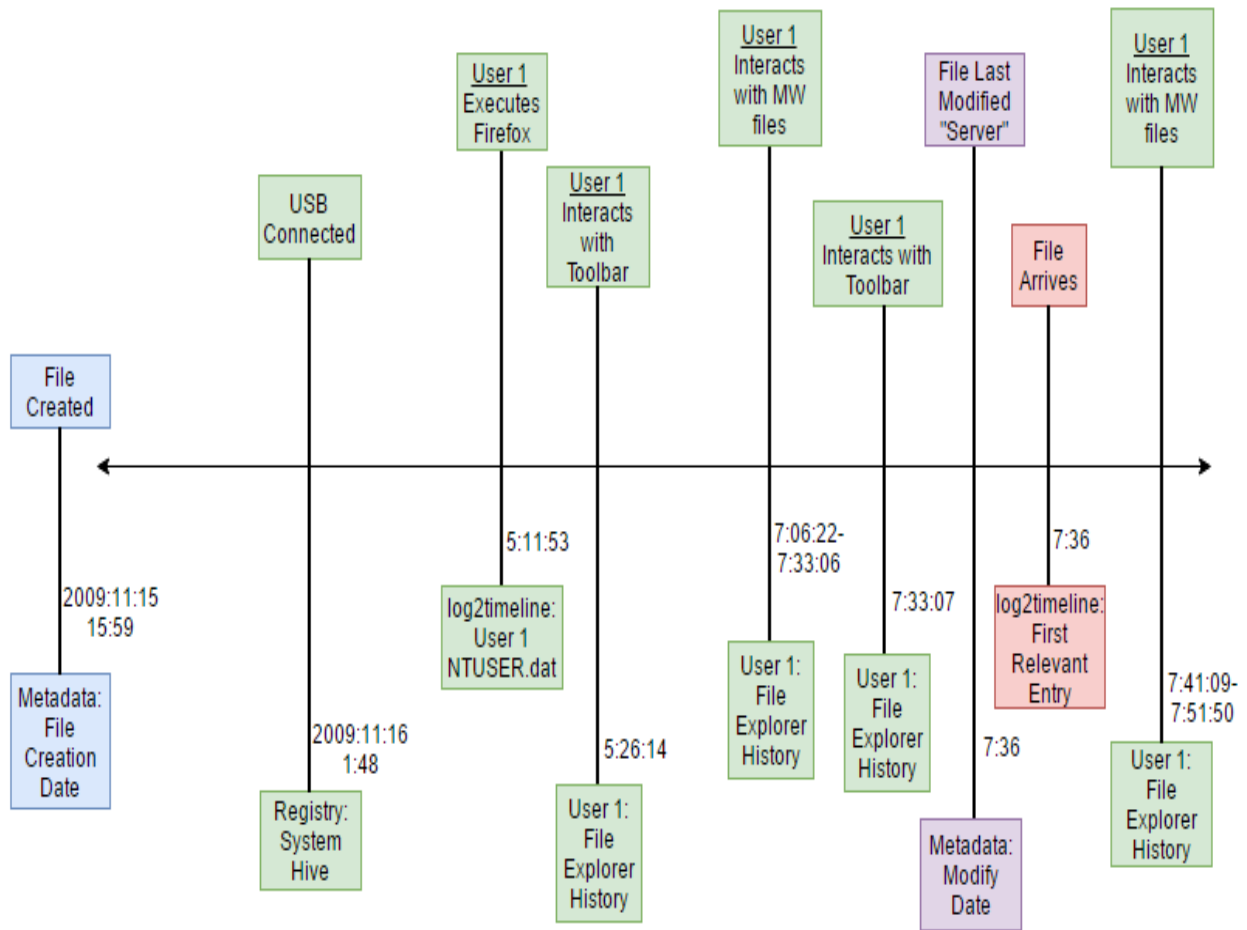 User 1
Interacts
with MW
files
User 1
Interacts
with MW
files
User 1
Executes
Firefox
File Last
Modified
"Server"
USB
Connected
User 1
Interacts
with
Toolbar
User 1
Interacts with
Toolbar
File
Arrives
File
Created
2009:11:15
15:59
2009:11:16
1:48
5:11:53
5:26:14
7:06:22-
7:33:06
7:33:07
7:36
7:36
7:41:09-
7:51:50
Metadata:
File
Creation
Date
Registry:
System
Hive
log2timeline:
User 1
NTUSER.dat
User 1:
File
Explorer
History
User 1:
File
Explorer
History
User 1:
File
Explorer
History
Metadata:
Modify
Date
log2timeline:
First
Relevant
Entry
User 1:
File
Explorer
History